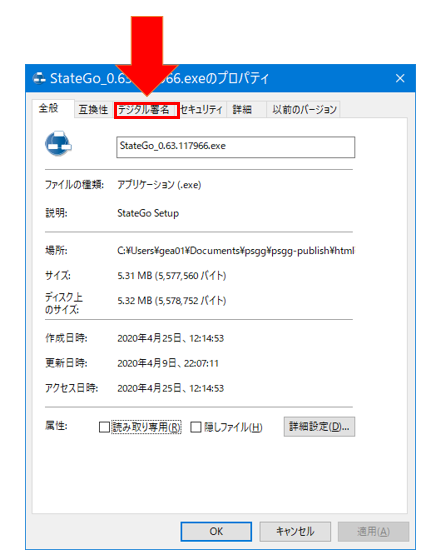 StateGo_0.63.117966.exeのプロパティ
全般 互換性 デジタル署名 セキュリティ 詳細 以前のバージョン
StateGo_0.63.117966.exe
ファイルの種類: アプリケーション (.exe)
説明: StateGo Setup
場所: C:¥Users¥gea01¥Documents¥psgg¥psgg-publish¥html
サイズ: 5.31 MB (5,577,560 バイト)
ディスク上
のサイズ: 5.32 MB (5,578,752 バイト)
作成日時: 2020年4月25日、12:14:53
更新日時: 2020年4月9日、22:07:11
アクセス日時: 2020年4月25日、12:14:53
属性: 読み取り専用(R) 隠しファイル(H) 詳細設定(D)...
OK キャンセル 適用(A)